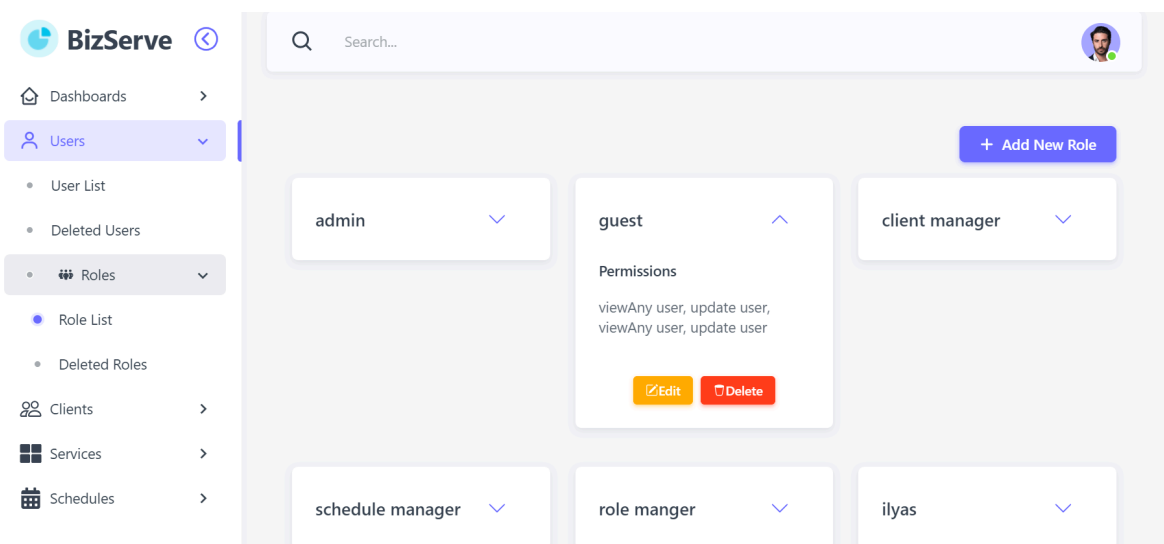 BizServe
Dashboards
Users
User List
Deleted Users
Roles
Role List
Deleted Roles
Clients
Services
Schedules
Search...
+ Add New Role
admin
guest
Permissions
viewAny user, update user,
viewAny user, update user
Edit
Delete
client manager
schedule manager
role manger
ilyas